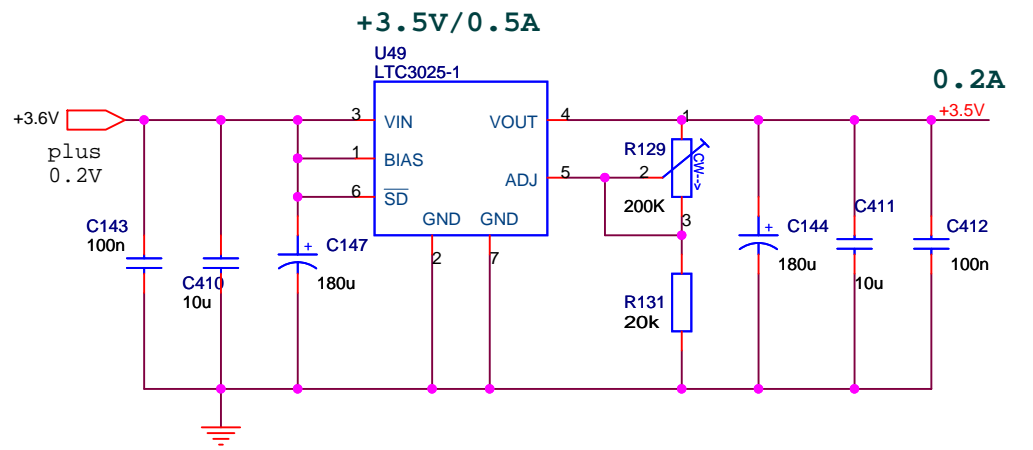 +3.5V/0.5A
U49
LTC3025-1
0.2A
+3.6V
plus
0.2V
3
VIN
1
BIAS
6
SD
VOUT
4
ADJ
5
GND
GND
2
7
1
+3.5V
R129
2
CW-->
200K
3
C143
100n
C410
10u
+
C147
180u
R131
20k
+
C144
180u
C411
10u
C412
100n